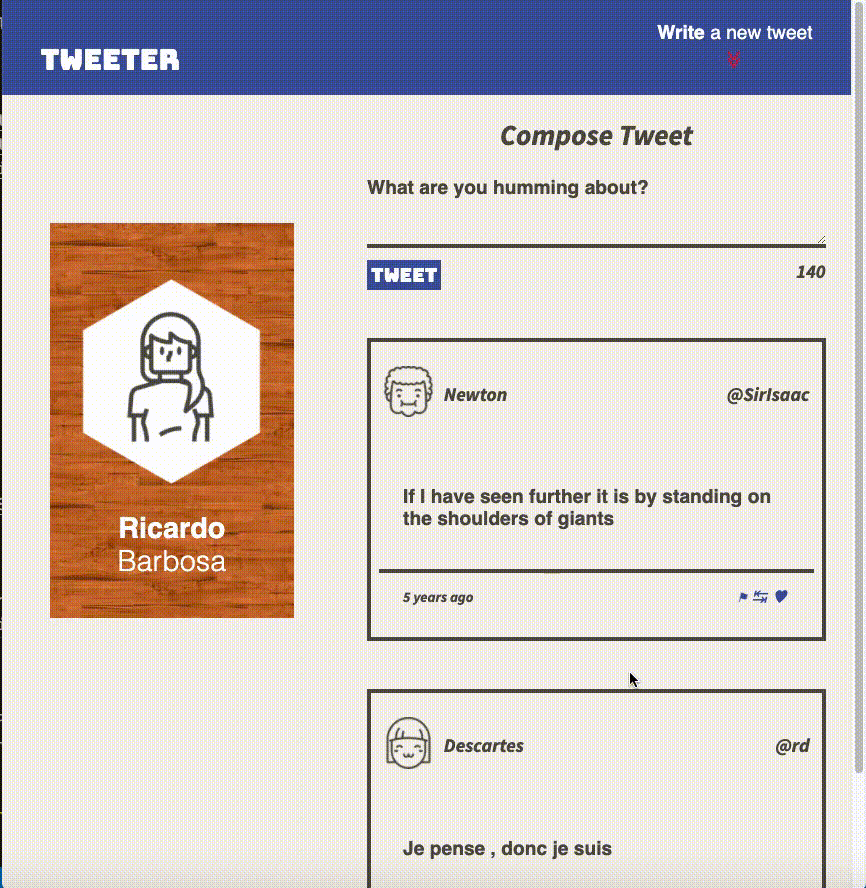 TWEETER
Write a new tweet
Compose Tweet
What are you humming about?
TWEET
140
Ricardo
Barbosa
Newton
@SirIsaac
If I have seen further it is by standing on
the shoulders of giants
5 years ago
Descartes
@rd
Je pense , donc je suis